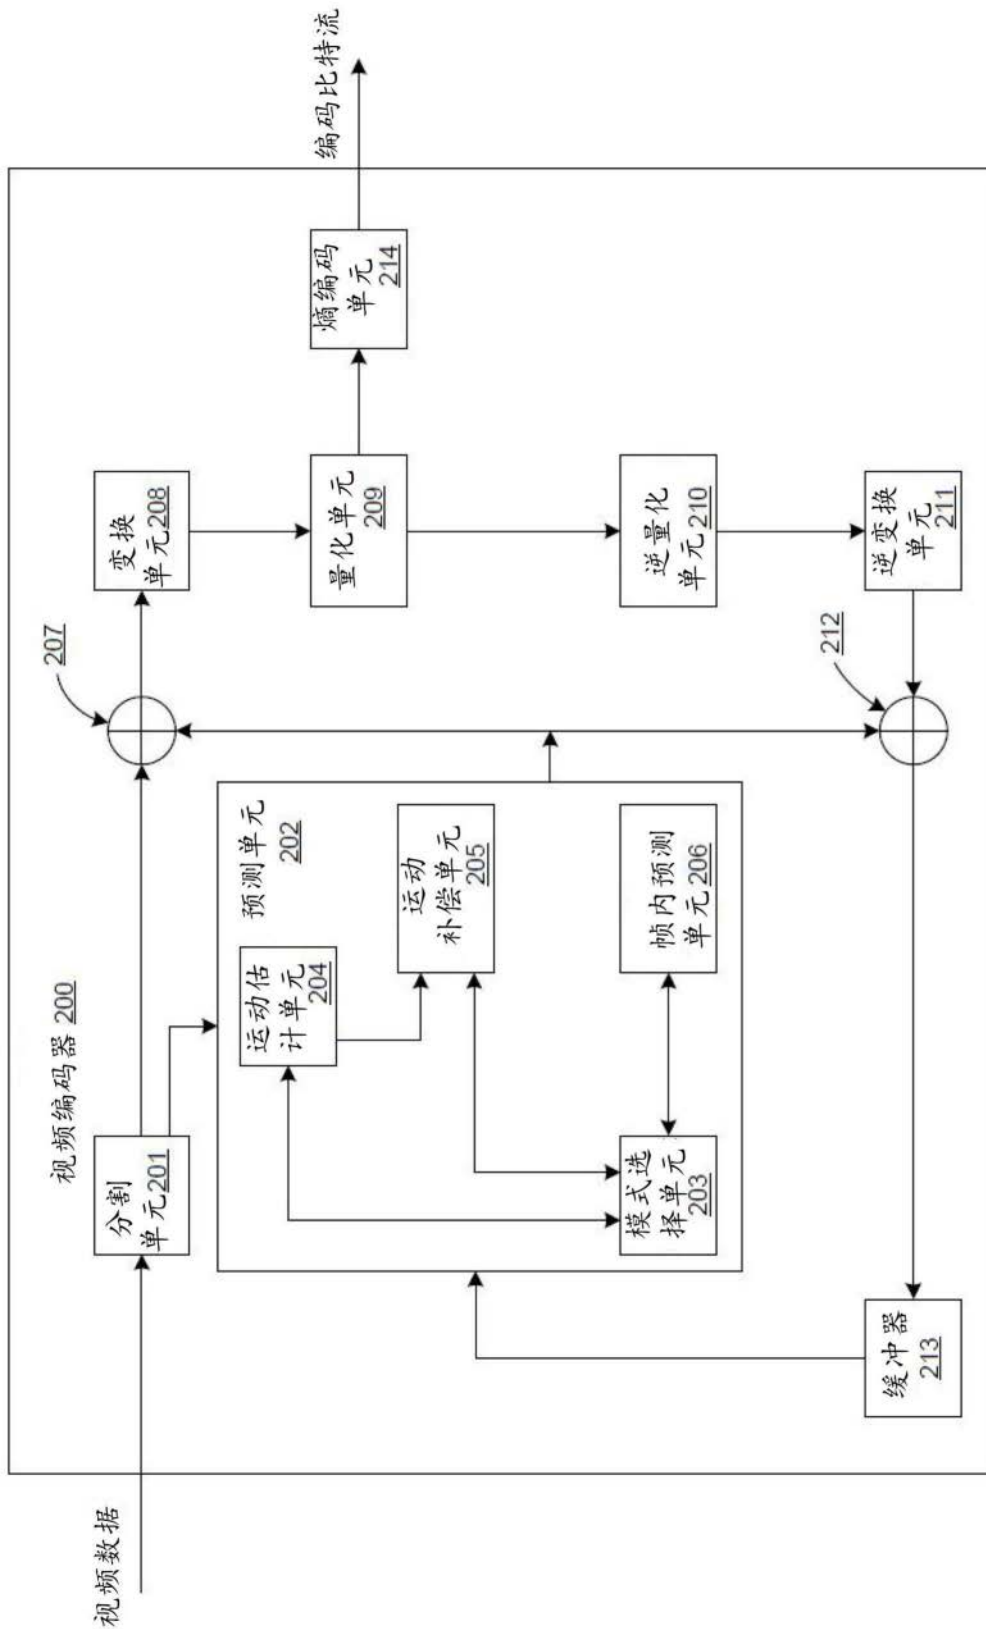 视频编码器 200
视频数据
分割
单元201
207
变换
单元208
预测单元
202
运动估
计单元
204
运动
补偿单元
205
模式选
择单元
203
帧内预测
单元206
量化单元
209
熵编码
单元
214
编码比特流
逆量化
单元210
逆变换
单元
211
212
缓冲器
213